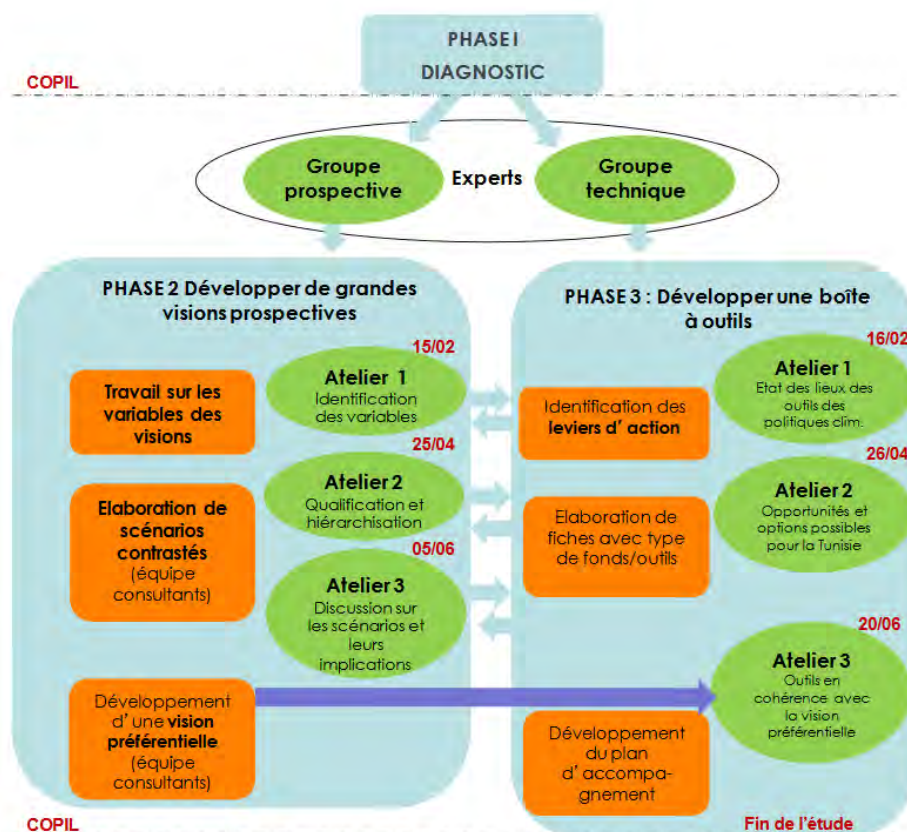 PHASE I
DIAGNOSTIC
COPIL
Groupe
prospective
Experts
Groupe
technique
PHASE 2 Développer de grandes
visions prospectives
15/02
Travail sur les
variables des
visions
Atelier 1
Identification
des variables
25/04
Elaboration de
scénarios
contrastés
(équipe
consultants)
Atelier 2
Qualification et
hiérarchisation
05/06
Atelier 3
Discussion sur
les scénarios et
leurs
implications
Développement
d' une vision
préférentielle
(équipe
consultants)
PHASE 3 : Développer une boîte
à outils
16/02
Identification des
leviers d' action
Atelier 1
Etat des lieux des
outils des
politiques clim.
26/04
Elaboration de
fiches avec type
de fonds/outils
Atelier 2
Opportunités et
options possibles
pour la Tunisie
20/06
Atelier 3
Outils en
cohérence avec
la vision
préférentielle
Développement
du plan
d' accompa-
gnement
COPIL
Fin de l'étude